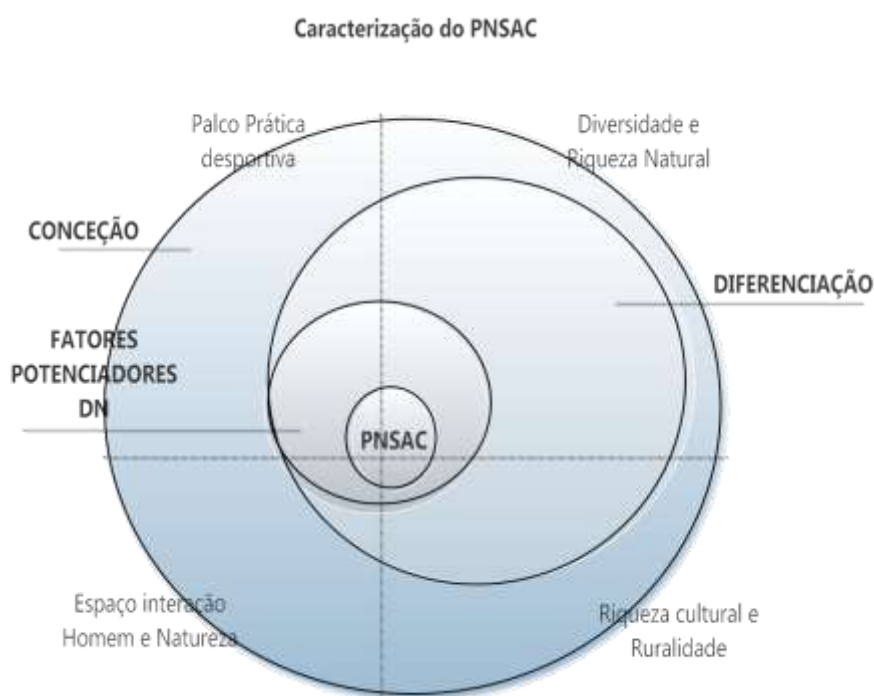 Caracterização do PNSAC
Palco Prática
desportiva
Diversidade e
Riqueza Natural
CONCEÇÃO
DIFERENCIAÇÃO
FATORES
POTENCIADORES
DN
PNSAC
Espaço interação
Homem e Natureza
Riqueza cultural e
Ruralidade